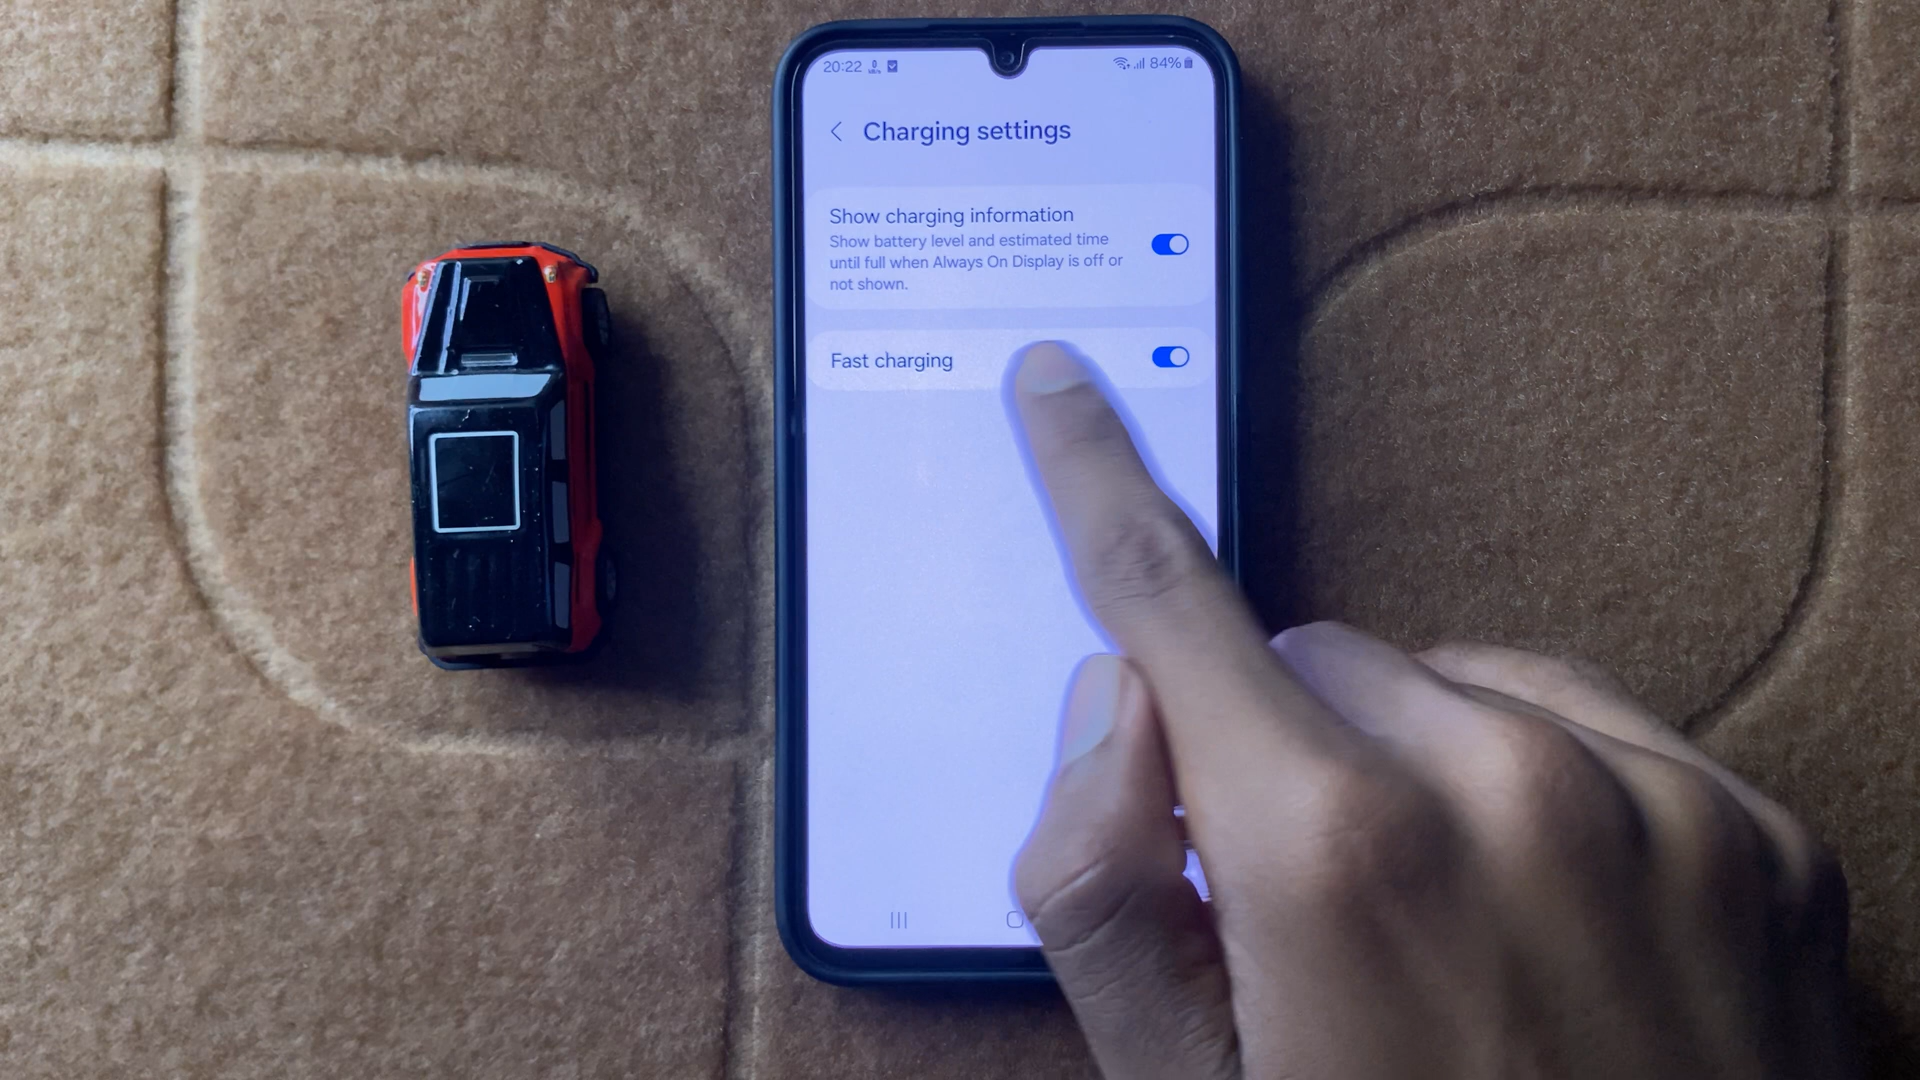 20:22 84%
Charging settings
Show charging information
Show battery level and estimated time
until full when Always On Display is off or
not shown.
Fast charging